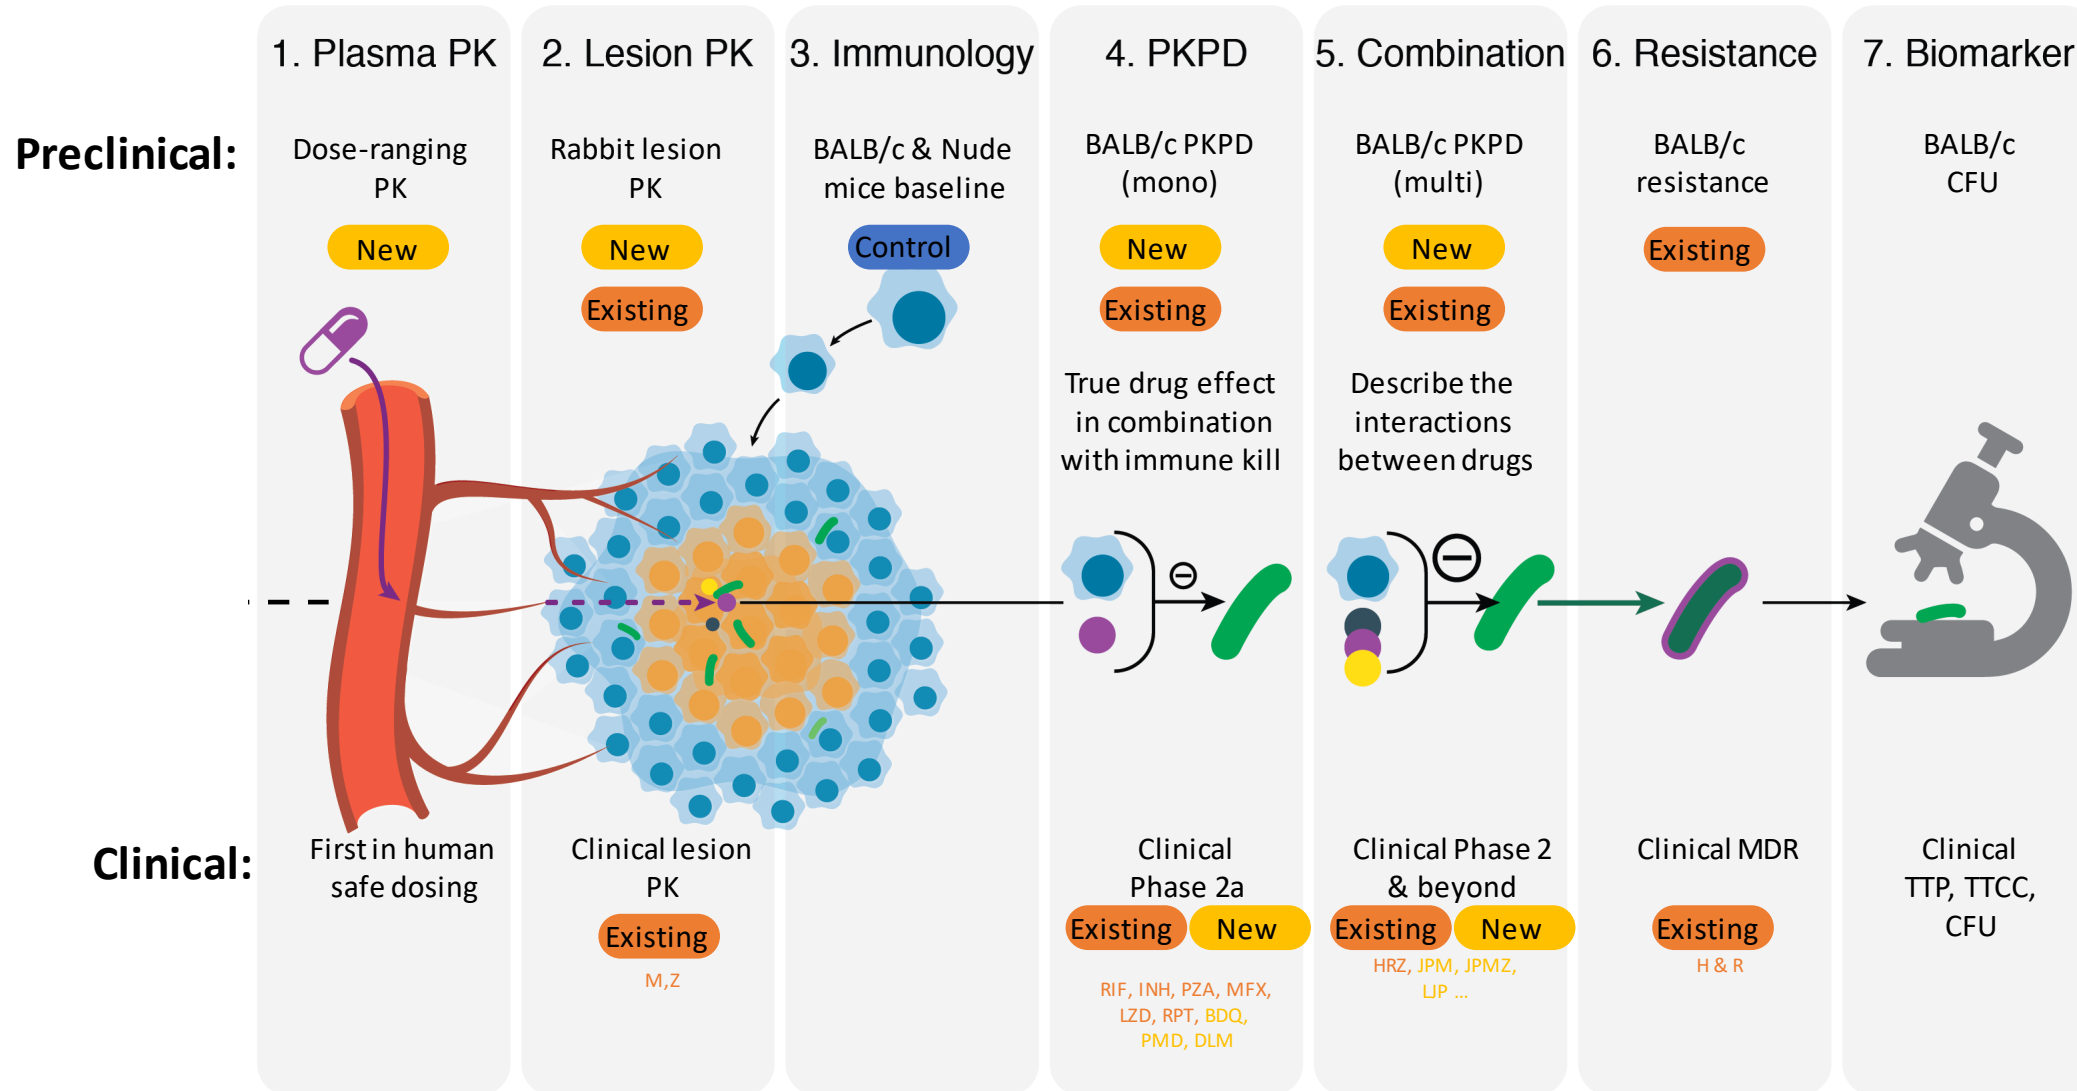 1. Plasma PK
2. Lesion PK
3. Immunology
4. PKPD
5. Combination
6. Resistance
7. Biomarker
Preclinical:
Dose-ranging
PK
New
Rabbit lesion
PK
New
Existing
BALB/c & Nude
mice baseline
Control
BALB/c PKPD
(mono)
New
Existing
True drug effect
in combination
with immune kill
BALB/c PKPD
(multi)
New
Existing
Describe the
interactions
between drugs
BALB/c
resistance
Existing
BALB/c
CFU
Clinical:
First in human
safe dosing
Clinical lesion
PK
Existing
M,Z
Clinical
Phase 2a
Existing New
RIF, INH, PZA, MFX,
LZD, RPT, BDQ,
PMD, DLM
Clinical Phase 2
& beyond
Existing New
HRZ, JPM, JPMZ,
LJP ...
Clinical MDR
Existing
H & R
Clinical
TTP, TTCC,
CFU